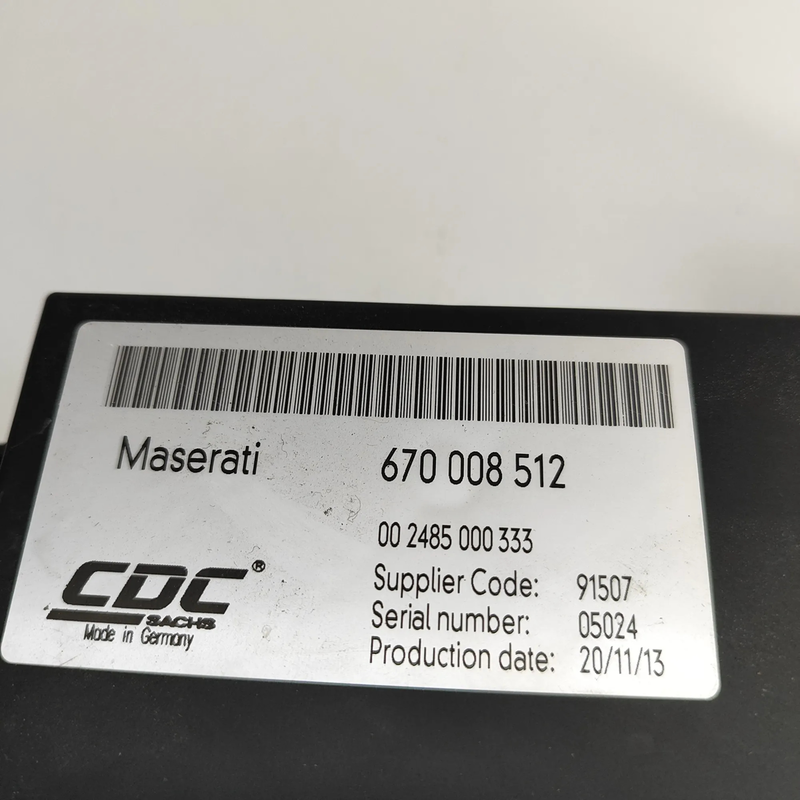 Maserati 670 008 512
00 2485 000 333
CDC®
SACHS
Made in Germany
Supplier Code: 91507
Serial number: 05024
Production date: 20/11/13